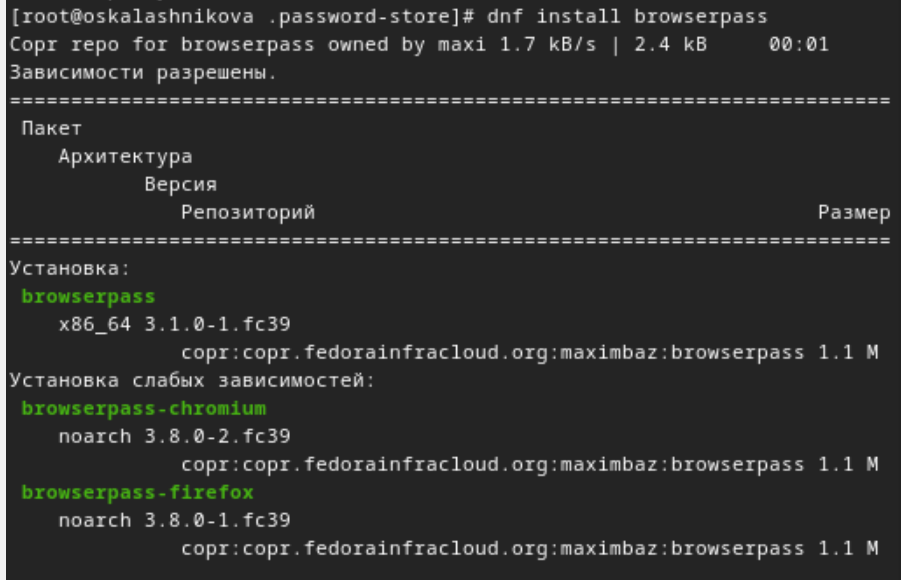 [root@oskalashnikova .password-store]# dnf install browserpass
Copr repo for browserpass owned by maxi 1.7 kB/s | 2.4 kB     00:01
Зависимости разрешены.
========================================================================
 Пакет
    Архитектура
           Версия
              Репозиторий                                         Размер
========================================================================
Установка:
 browserpass
    x86_64 3.1.0-1.fc39
              copr:copr.fedorainfracloud.org:maximbaz:browserpass 1.1 M
Установка слабых зависимостей:
 browserpass-chromium
    noarch 3.8.0-2.fc39
              copr:copr.fedorainfracloud.org:maximbaz:browserpass 1.1 M
 browserpass-firefox
    noarch 3.8.0-1.fc39
              copr:copr.fedorainfracloud.org:maximbaz:browserpass 1.1 M